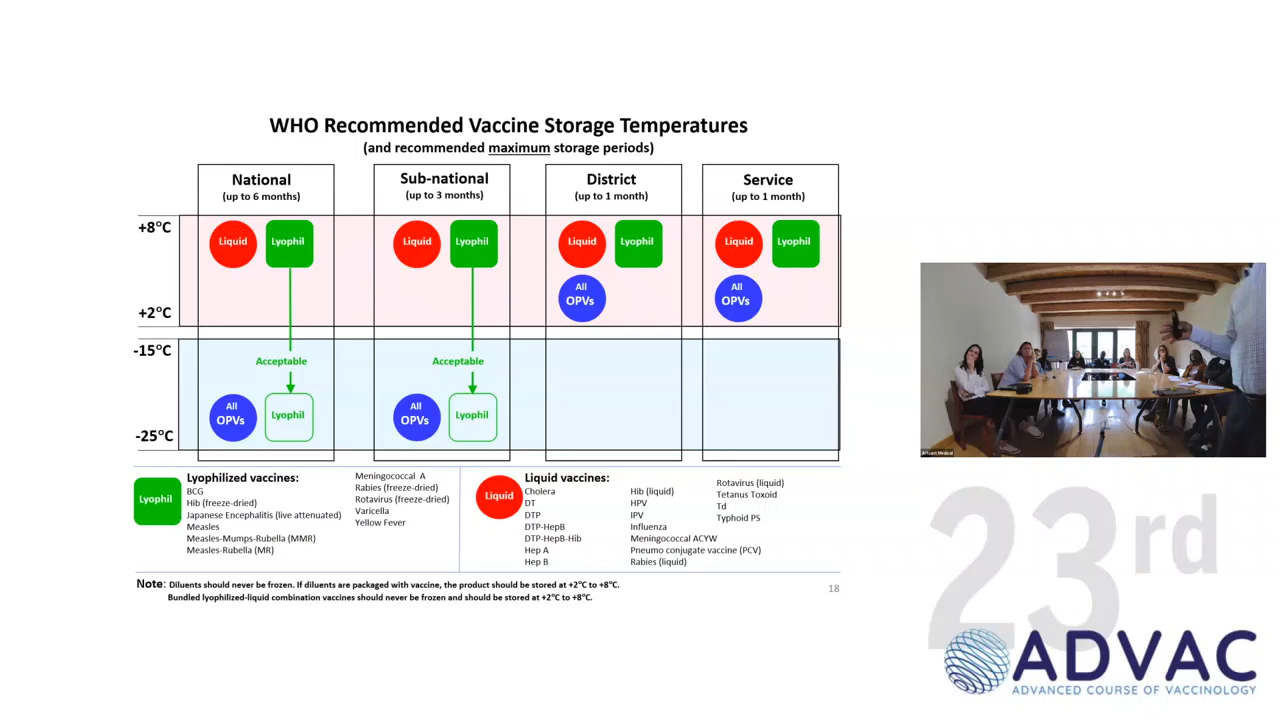 WHO Recommended Vaccine Storage Temperatures
(and recommended maximum storage periods)
National
(up to 6 months)
Sub-national
(up to 3 months)
District
(up to 1 month)
Service
(up to 1 month)
+8°C
Liquid
Lyophil
Liquid
Lyophil
Liquid
Lyophil
Liquid
Lyophil
All
OPVs
All
OPVs
+2°C
-15°C
Acceptable
Acceptable
All
OPVs
Lyophil
All
OPVs
Lyophil
-25°C
Lyophil
Lyophilized vaccines:
BCG
Hib (freeze-dried)
Japanese Encephalitis (live attenuated)
Measles
Measles-Mumps-Rubella (MMR)
Measles-Rubella (MR)
Meningococcal A
Rabies (freeze-dried)
Rotavirus (freeze-dried)
Varicella
Yellow Fever
Liquid
Liquid vaccines:
Cholera
DT
DTP
DTP-HepB
DTP-HepB-Hib
Hep A
Hep B
Hib (liquid)
HPV
IPV
Influenza
Meningococcal ACYW
Pneumo conjugate vaccine (PCV)
Rabies (liquid)
Rotavirus (liquid)
Tetanus Toxoid
Td
Typhoid PS
Note: Diluents should never be frozen. If diluents are packaged with vaccine, the product should be stored at +2°C to +8°C.
Bundled lyophilized-liquid combination vaccines should never be frozen and should be stored at +2°C to +8°C.
18
Artcast Medical
23rd
ADVAC
ADVANCED COURSE OF VACCINOLOGY